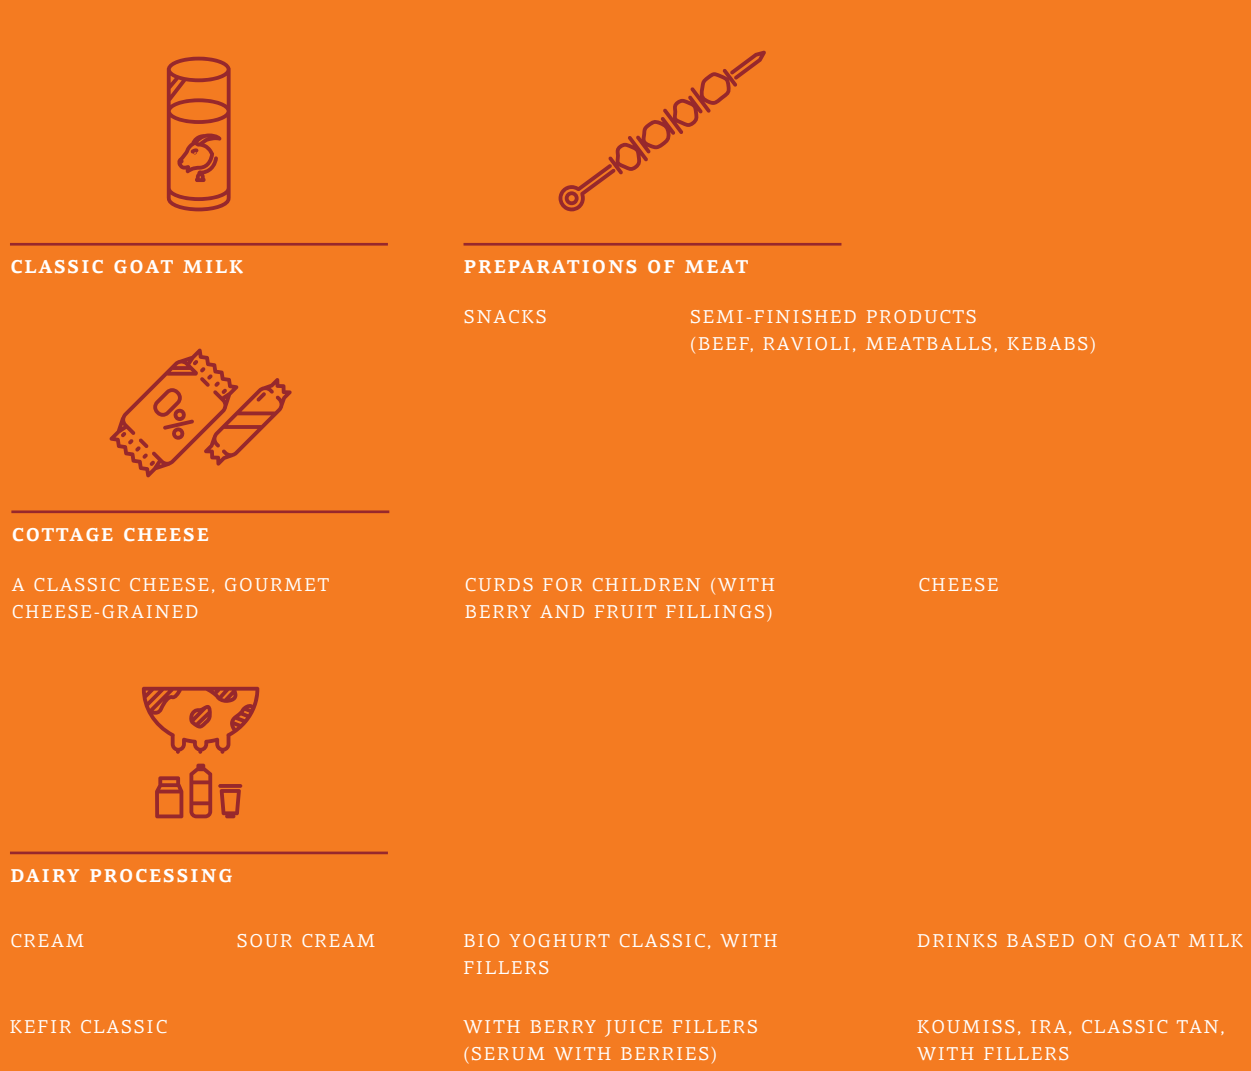 CLASSIC GOAT MILK
PREPARATIONS OF MEAT
SNACKS
SEMI-FINISHED PRODUCTS
(BEEF, RAVIOLI, MEATBALLS, KEBABS)
%
COTTAGE CHEESE
A CLASSIC CHEESE, GOURMET
CHEESE-GRAINED
CURDS FOR CHILDREN (WITH
BERRY AND FRUIT FILLINGS)
CHEESE
DAIRY PROCESSING
CREAM
SOUR CREAM
BIO YOGHURT CLASSIC, WITH
FILLERS
DRINKS BASED ON GOAT MILK
KEFIR CLASSIC
WITH BERRY JUICE FILLERS
(SERUM WITH BERRIES)
KOUMISS, IRA, CLASSIC TAN,
WITH FILLERS